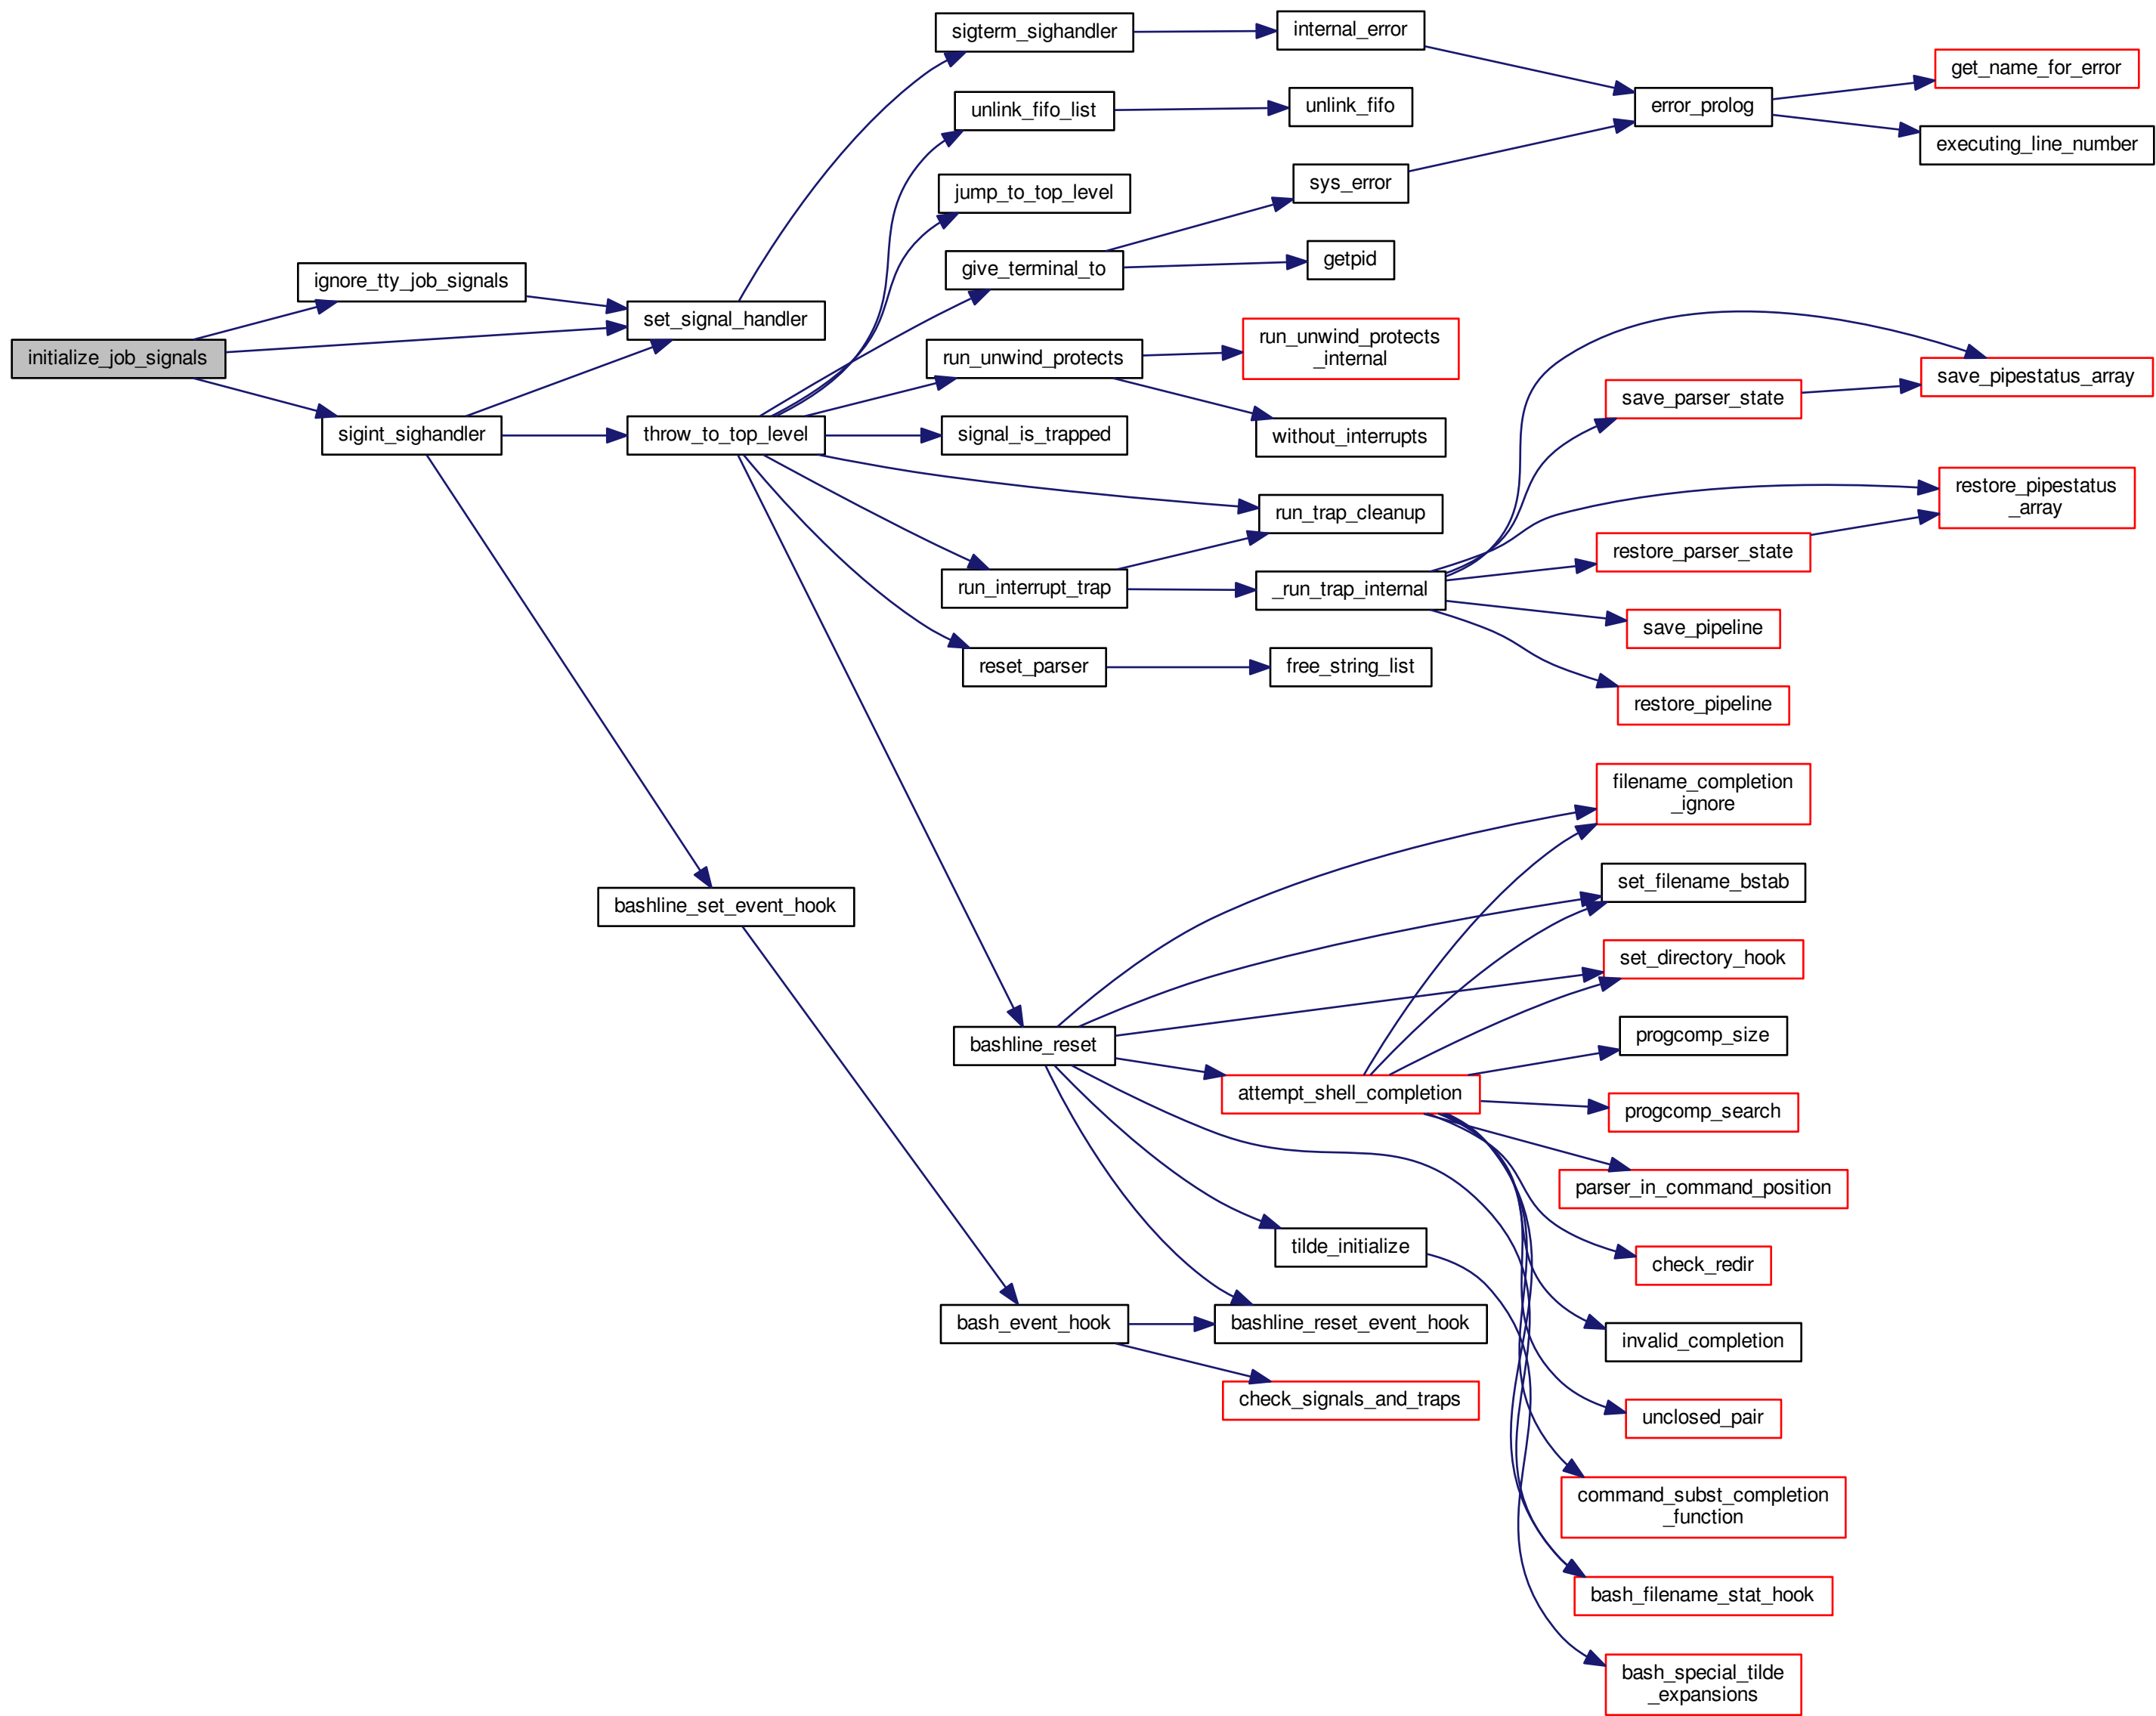 initialize_job_signals
ignore_tty_job_signals
sigint_sighandler
set_signal_handler
throw_to_top_level
bashline_set_event_hook
sigterm_sighandler
unlink_fifo_list
jump_to_top_level
give_terminal_to
run_unwind_protects
signal_is_trapped
run_interrupt_trap
reset_parser
bashline_reset
bash_event_hook
internal_error
unlink_fifo
sys_error
getpid
run_unwind_protects
_internal
without_interrupts
run_trap_cleanup
_run_trap_internal
free_string_list
attempt_shell_completion
tilde_initialize
bashline_reset_event_hook
check_signals_and_traps
error_prolog
save_parser_state
restore_parser_state
save_pipeline
restore_pipeline
filename_completion
_ignore
set_filename_bstab
set_directory_hook
progcomp_size
progcomp_search
parser_in_command_position
check_redir
invalid_completion
unclosed_pair
command_subst_completion
_function
bash_filename_stat_hook
bash_special_tilde
_expansions
get_name_for_error
executing_line_number
save_pipestatus_array
restore_pipestatus
_array